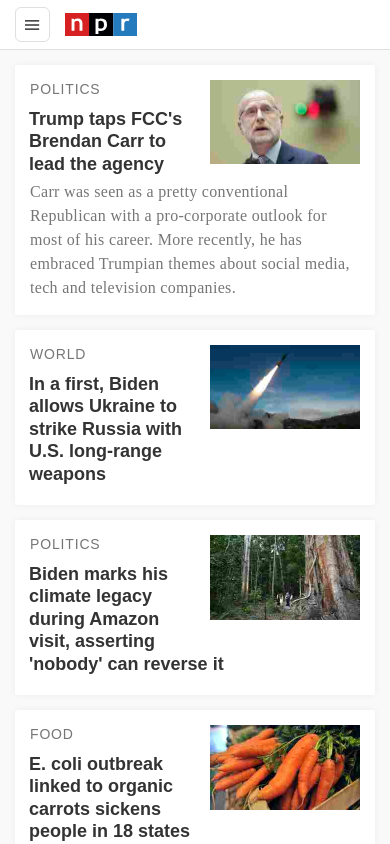 npr
POLITICS
Trump taps FCC's
Brendan Carr to
lead the agency
Carr was seen as a pretty conventional
Republican with a pro-corporate outlook for
most of his career. More recently, he has
embraced Trumpian themes about social media,
tech and television companies.
WORLD
In a first, Biden
allows Ukraine to
strike Russia with
U.S. long-range
weapons
POLITICS
Biden marks his
climate legacy
during Amazon
visit, asserting
'nobody' can reverse it
FOOD
E. coli outbreak
linked to organic
carrots sickens
people in 18 states